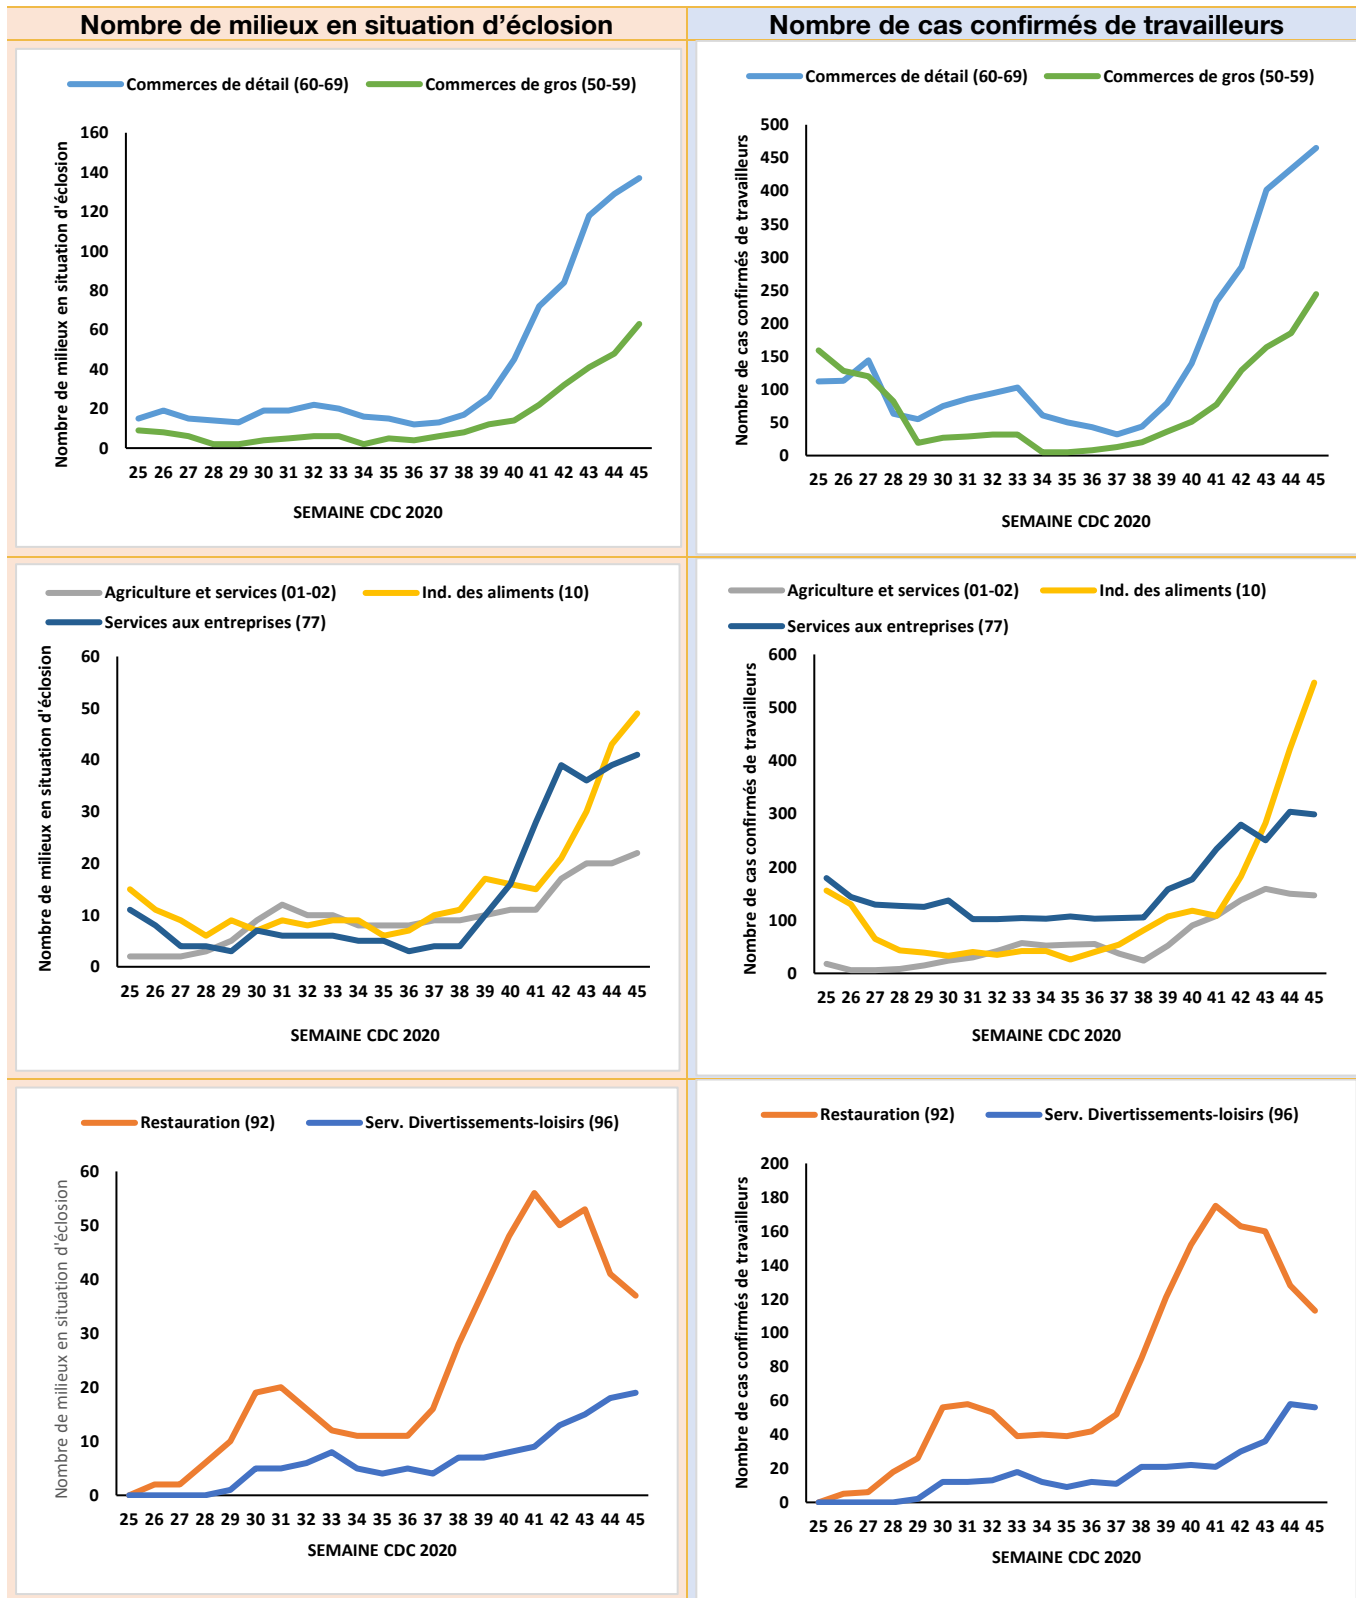 Nombre de milieux en situation d'éclosion
Nombre de cas confirmés de travailleurs
Commerces de détail (60-69) Commerces de gros (50-59)
Nombre de milieux en situation d'éclosion
160
140
120
100
80
60
40
20
0
25 26 27 28 29 30 31 32 33 34 35 36 37 38 39 40 41 42 43 44 45
SEMAINE CDC 2020
Commerces de détail (60-69) Commerces de gros (50-59)
Nombre de cas confirmés de travailleurs
500
450
400
350
300
250
200
150
100
50
0
25 26 27 28 29 30 31 32 33 34 35 36 37 38 39 40 41 42 43 44 45
SEMAINE CDC 2020
Agriculture et services (01-02) Ind. des aliments (10)
Services aux entreprises (77)
Nombre de milieux en situation d'éclosion
60
50
40
30
20
10
0
25 26 27 28 29 30 31 32 33 34 35 36 37 38 39 40 41 42 43 44 45
SEMAINE CDC 2020
Agriculture et services (01-02) Ind. des aliments (10)
Services aux entreprises (77)
Nombre de cas confirmés de travailleurs
600
500
400
300
200
100
0
25 26 27 28 29 30 31 32 33 34 35 36 37 38 39 40 41 42 43 44 45
SEMAINE CDC 2020
Restauration (92) Serv. Divertissements-loisirs (96)
Nombre de milieux en situation d'éclosion
60
50
40
30
20
10
0
25 26 27 28 29 30 31 32 33 34 35 36 37 38 39 40 41 42 43 44 45
SEMAINE CDC 2020
Restauration (92) Serv. Divertissements-loisirs (96)
Nombre de cas confirmés de travailleurs
200
180
160
140
120
100
80
60
40
20
0
25 26 27 28 29 30 31 32 33 34 35 36 37 38 39 40 41 42 43 44 45
SEMAINE CDC 2020